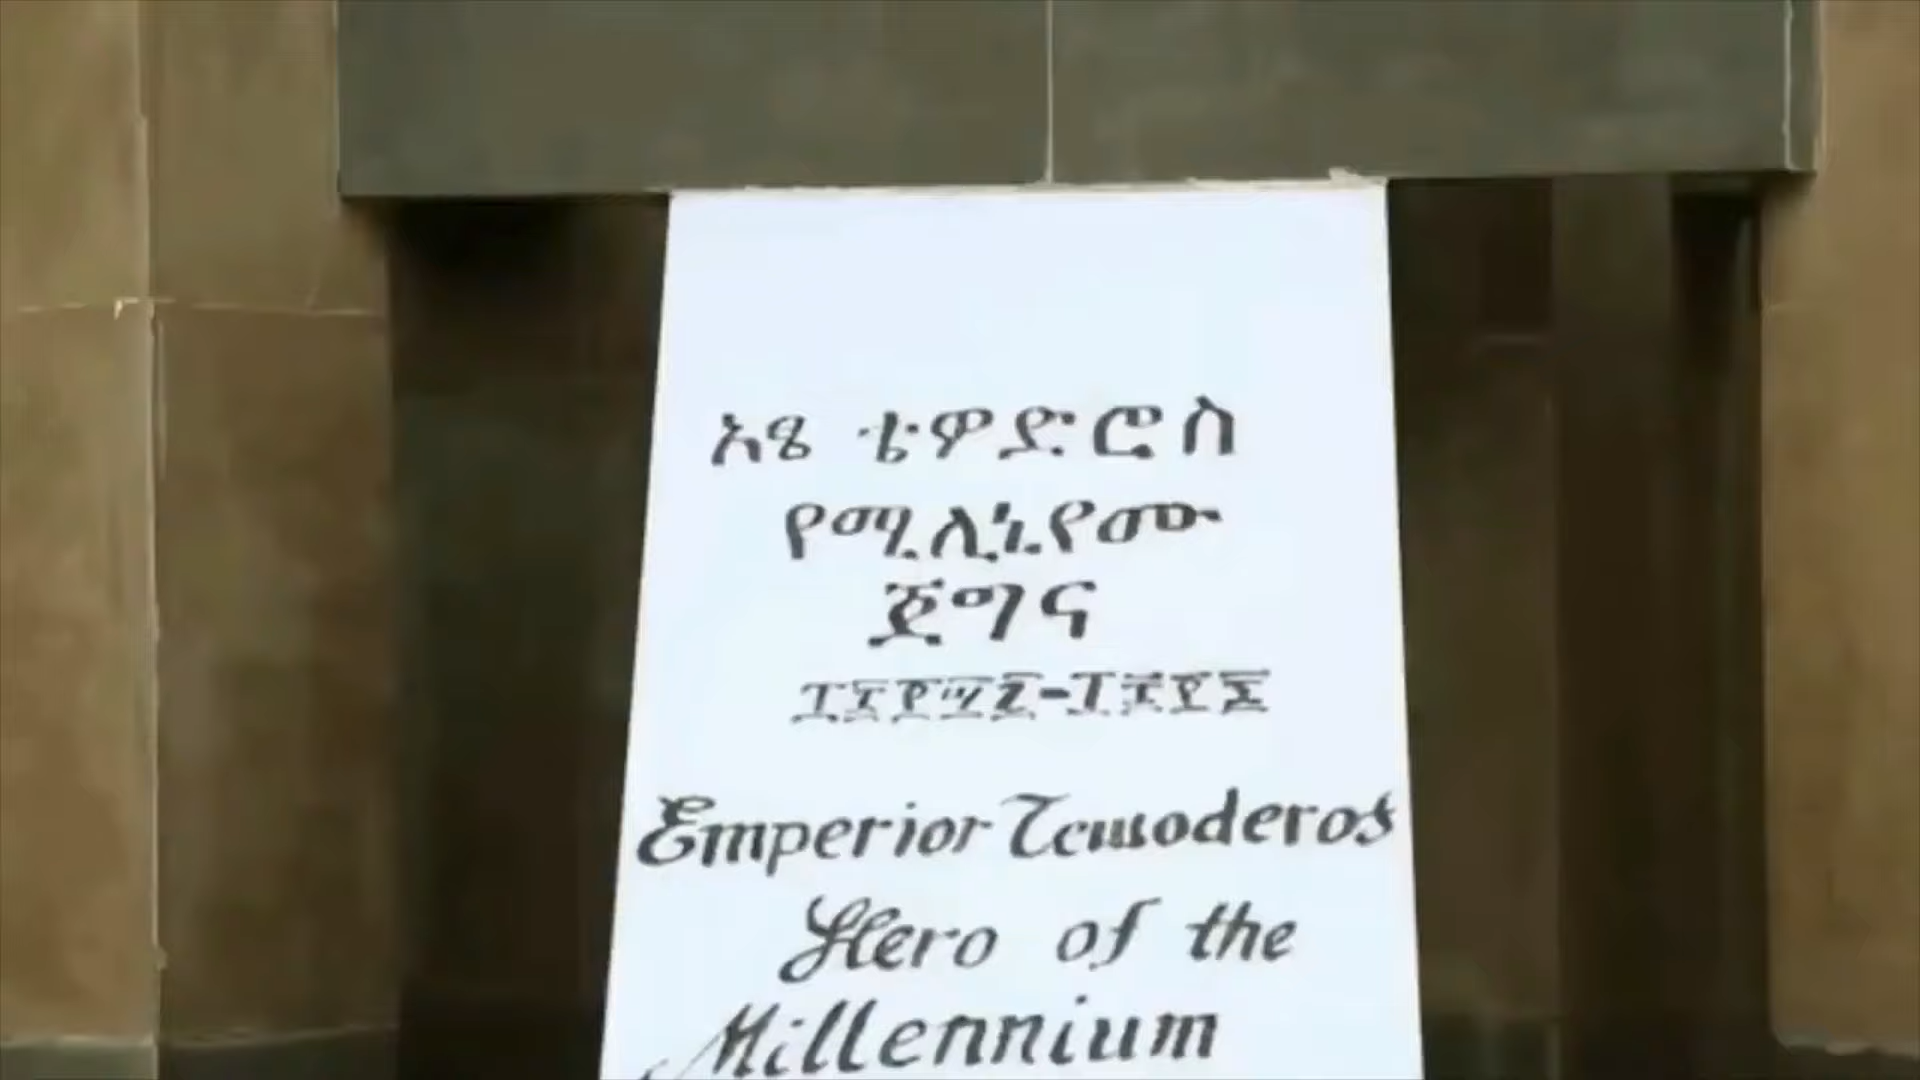 አፄ ቴዎድሮስ
የሚሊኒየሙ
ጀግና
Emperior Tewoderos
Hero of the
Millennium